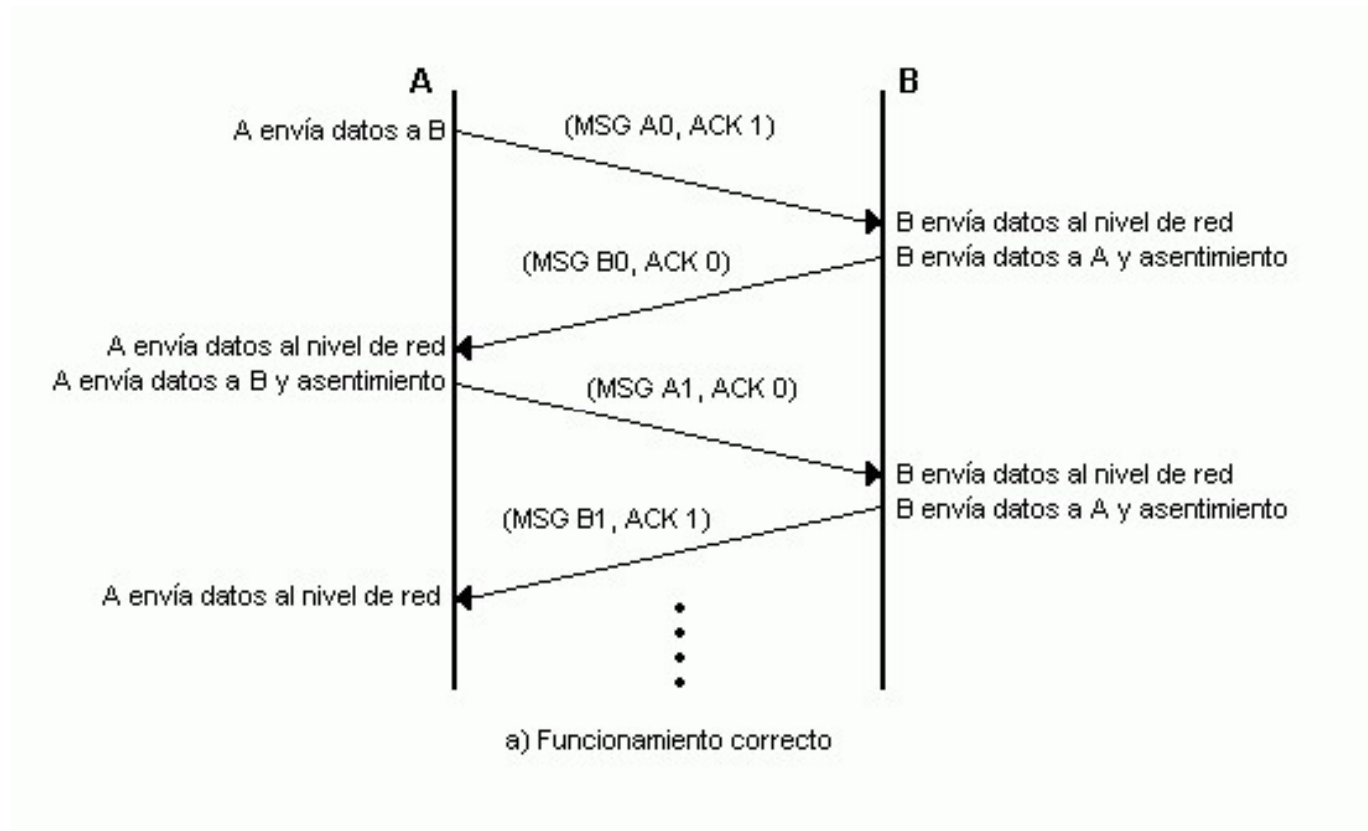 A
B
A envía datos a B
(MSG A0, ACK 1)
B envía datos al nivel de red
(MSG B0, ACK 0)
B envía datos a A y asentimiento
A envía datos al nivel de red
A envía datos a B y asentimiento
(MSG A1, ACK 0)
B envía datos al nivel de red
(MSG B1, ACK 1)
B envía datos a A y asentimiento
A envía datos al nivel de red
a) Funcionamiento correcto